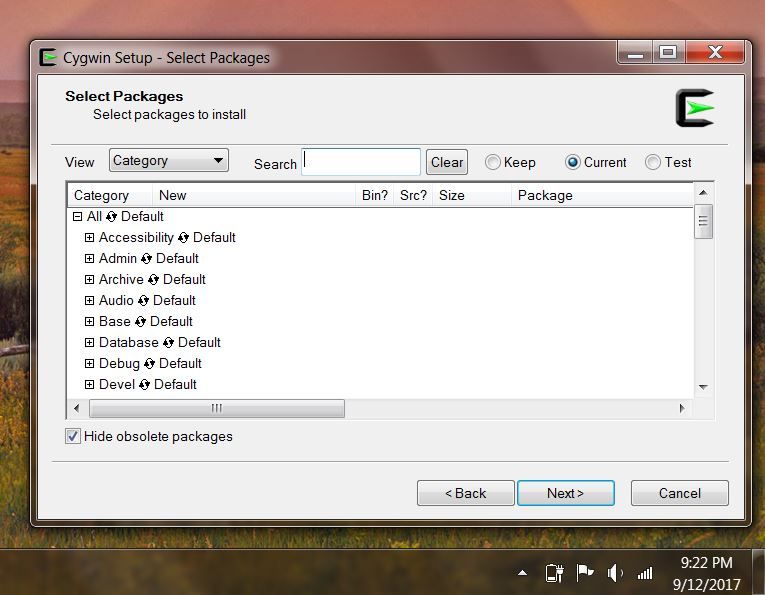 Cygwin Setup - Select Packages
Select Packages
Select packages to install
View Category Search Clear Keep Current Test
Category New Bin? Src? Size Package
All Default
Accessibility Default
Admin Default
Archive Default
Audio Default
Base Default
Database Default
Debug Default
Devel Default
Hide obsolete packages
< Back Next > Cancel
9:22 PM
9/12/2017